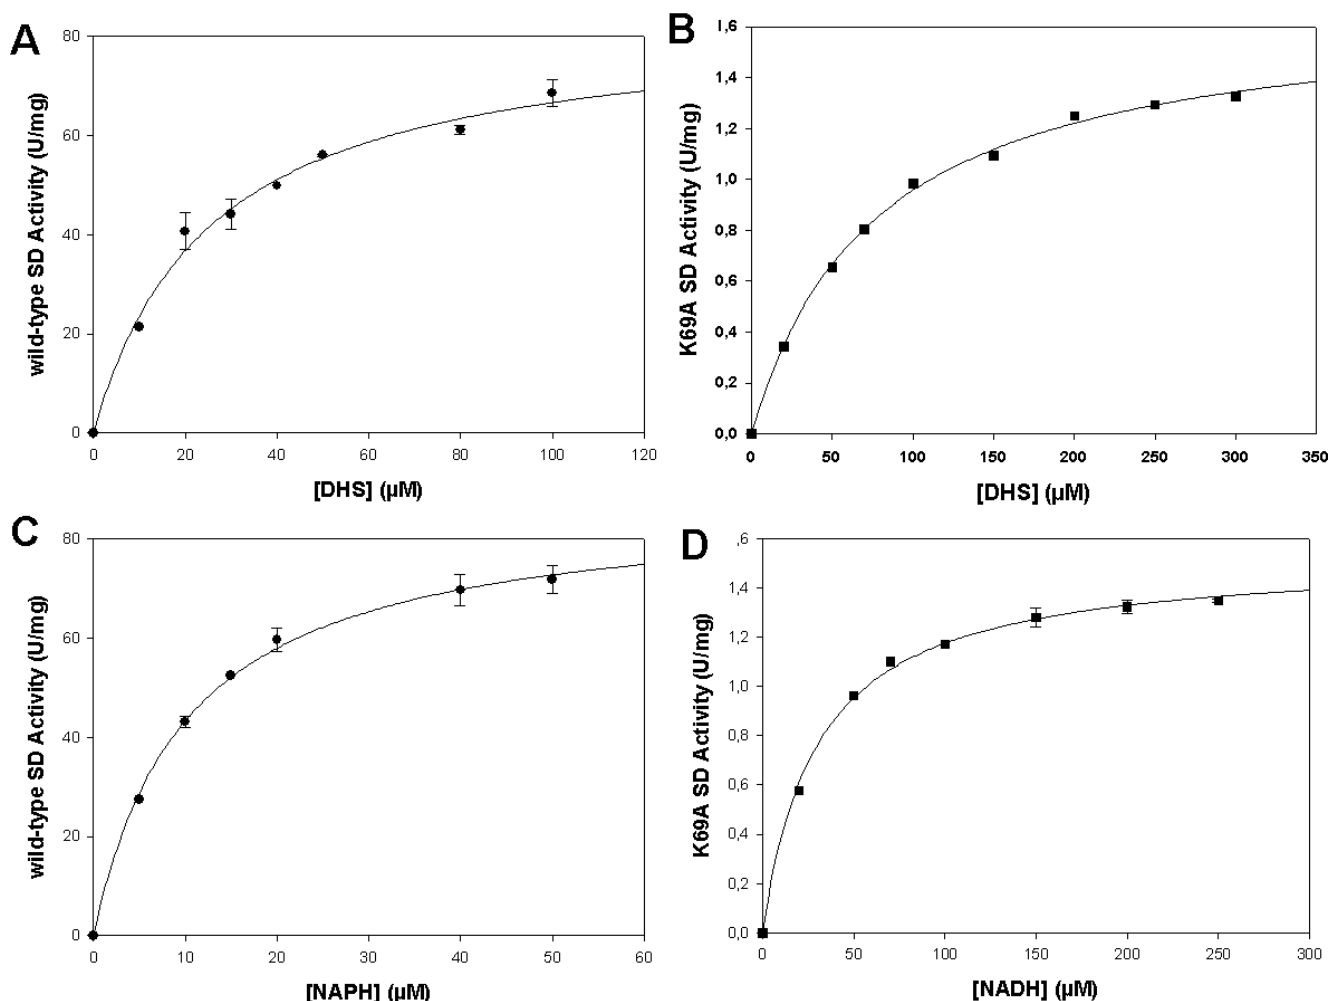 A
wild-type SD Activity (U/mg)
80
60
40
20
0
0 20 40 60 80 100 120
[DHS] (µM)
B
K69A SD Activity (U/mg)
1,6
1,4
1,2
1,0
0,8
0,6
0,4
0,2
0,0
0 50 100 150 200 250 300 350
[DHS] (µM)
C
wild-type SD Activity (U/mg)
80
60
40
20
0
0 10 20 30 40 50 60
[NAPH] (µM)
D
K69A SD Activity (U/mg)
,6
1,4
1,2
1,0
0,8
0,6
0,4
0,2
0,0
0 50 100 150 200 250 300
[NADH] (µM)